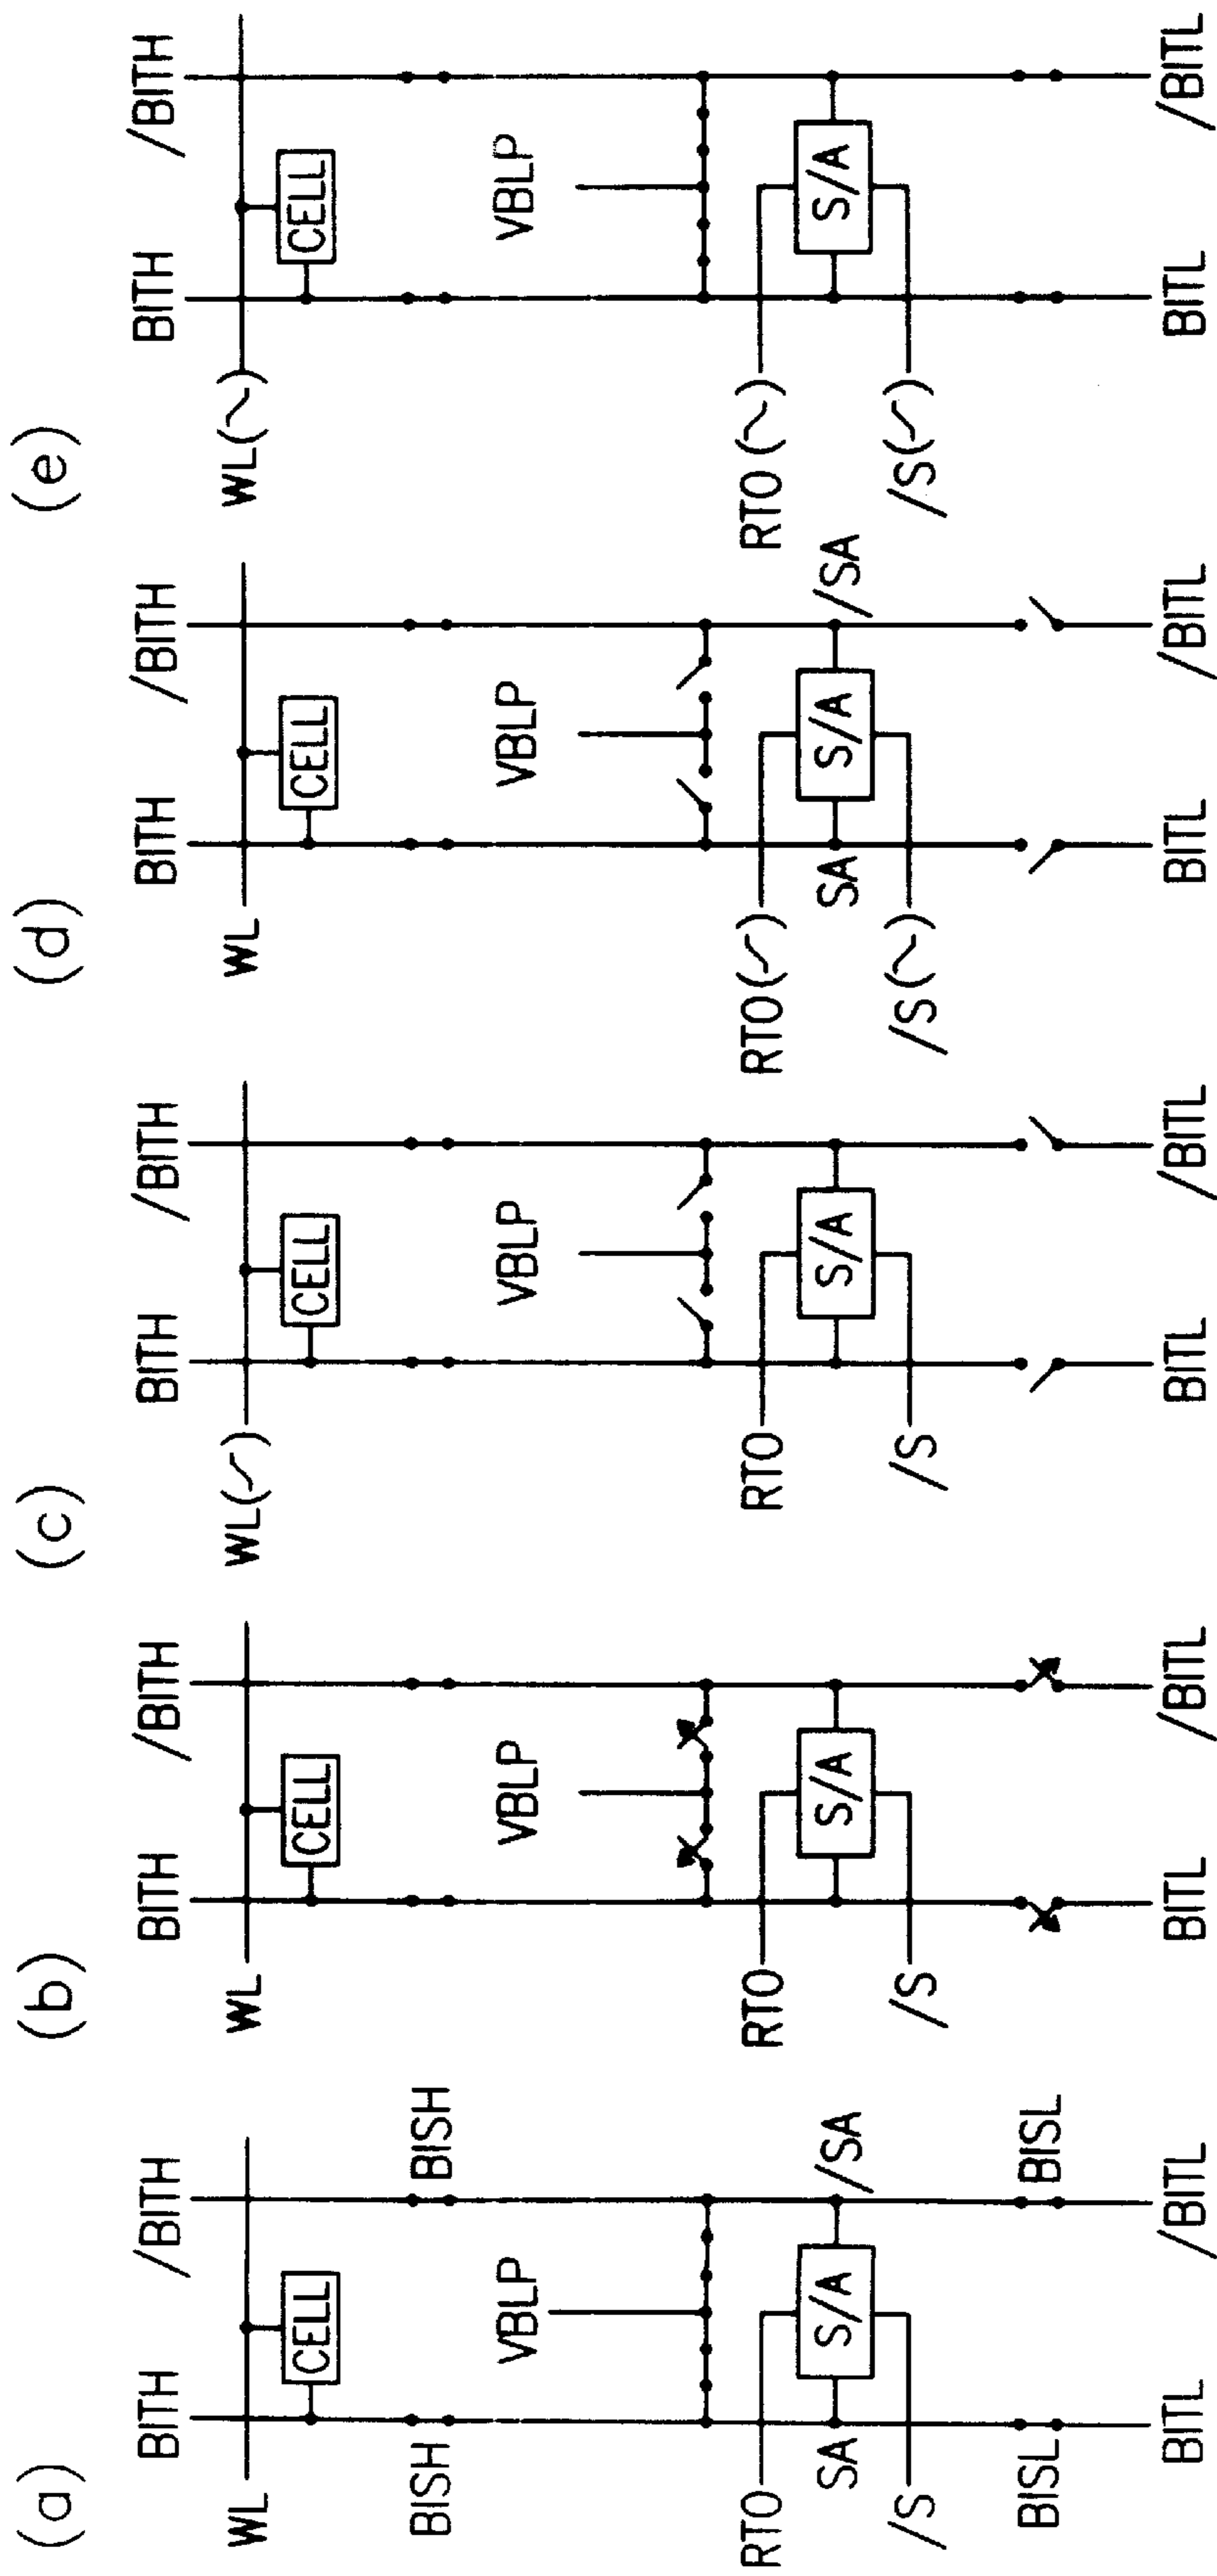 (a)
BITH /BITH
WL
CELL
BISH BISH
VBLP
RTO
S/A
SA /SA
/S
BISL BISL
BITL /BITL
(b)
BITH /BITH
WL
CELL
VBLP
RTO
S/A
/S
BITL /BITL
(c)
BITH /BITH
WL( )
CELL
VBLP
RTO
S/A
/S
BITL /BITL
(d)
BITH /BITH
WL
CELL
VBLP
RTO( )
S/A
SA /SA
/S( )
BITL /BITL
(e)
BITH /BITH
WL( )
CELL
VBLP
RTO( )
S/A
/S( )
BITL /BITL